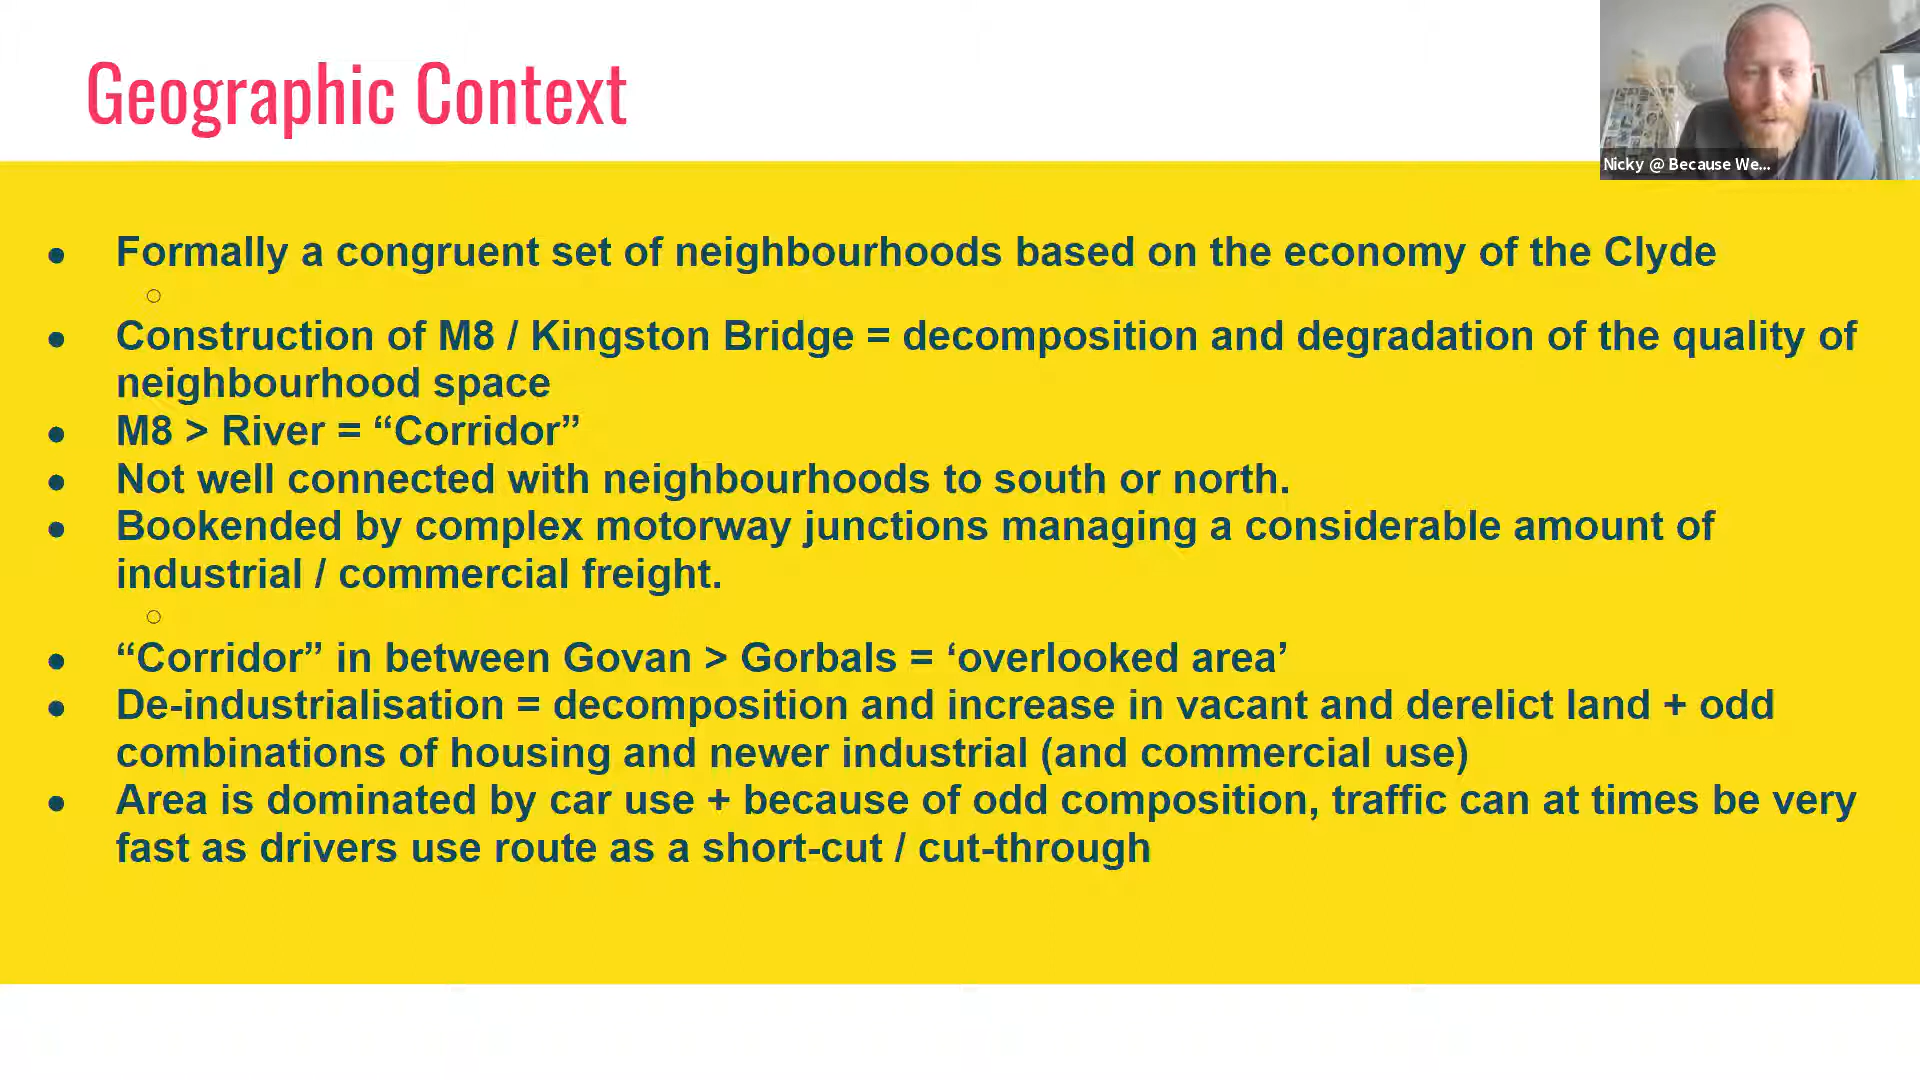 Geographic Context
Nicky @ Because We...
● Formally a congruent set of neighbourhoods based on the economy of the Clyde
○
● Construction of M8 / Kingston Bridge = decomposition and degradation of the quality of
neighbourhood space
● M8 > River = “Corridor”
● Not well connected with neighbourhoods to south or north.
● Bookended by complex motorway junctions managing a considerable amount of
industrial / commercial freight.
○
● “Corridor” in between Govan > Gorbals = ‘overlooked area’
● De-industrialisation = decomposition and increase in vacant and derelict land + odd
combinations of housing and newer industrial (and commercial use)
● Area is dominated by car use + because of odd composition, traffic can at times be very
fast as drivers use route as a short-cut / cut-through